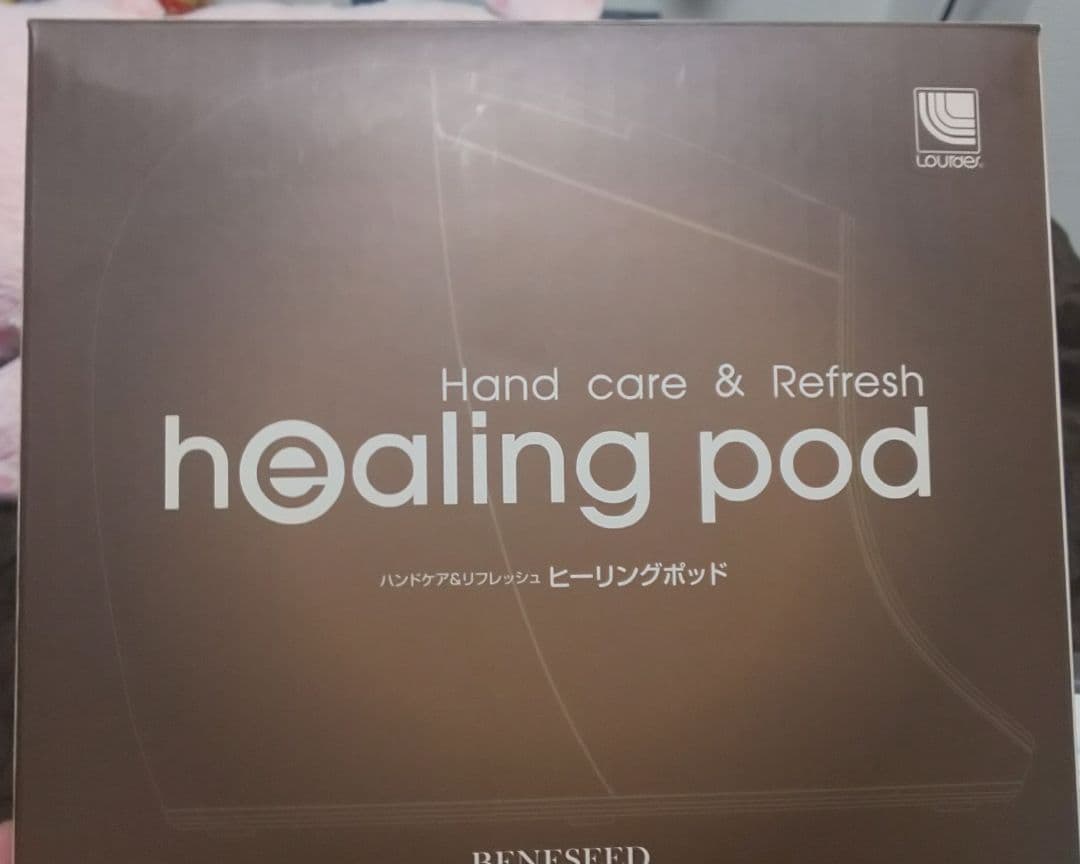 Lourdes
Hand care & Refresh
healing pod
ハンドケア&リフレッシュ ヒーリングポッド
BENESEED